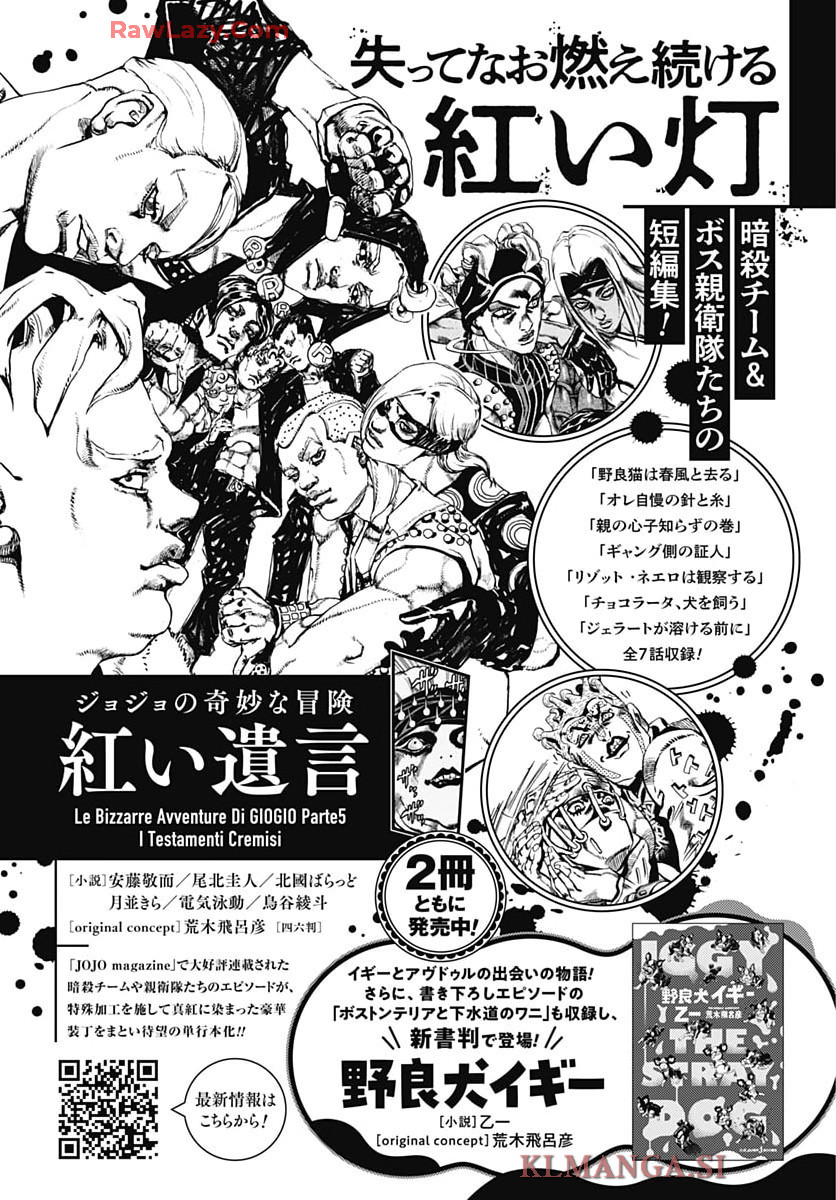 RawLazy.Com
失ってなお燃え続ける
紅い灯
暗殺チーム&
ボス親衛隊たちの
短編集!
「野良猫は春風と去る」
「オレ自慢の針と糸」
「親の心子知らずの巻」
「ギャング側の証人」
「リゾット・ネエロは観察する」
「チョコラータ、犬を飼う」
「ジェラートが溶ける前に」
全7話収録!
ジョジョの奇妙な冒険
紅い遺言
Le Bizzarre Avventure Di GIOGIO Parte5
I Testamenti Cremisi
[小説]安藤敬而/尾北圭人/北國ばらっど
月並きら/電気泳動/鳥谷綾斗
[original concept]荒木飛呂彦 [四六判]
「JOJO magazine」で大好評連載された
暗殺チームや親衛隊たちのエピソードが、
特殊加工を施して真紅に染まった豪華
装丁をまとい待望の単行本化!!
最新情報は
こちらから!
2冊
ともに
発売中!
イギーとアヴドゥルの出会いの物語!
さらに、書き下ろしエピソードの
「ボストンテリアと下水道のワニ」も収録し、
新書判で登場!
野良犬イギー
[小説]乙一
[original concept]荒木飛呂彦
IGGY
野良犬イギー
乙一 荒木飛呂彦
THE
STRAY
DOG
KLMANGA.SI